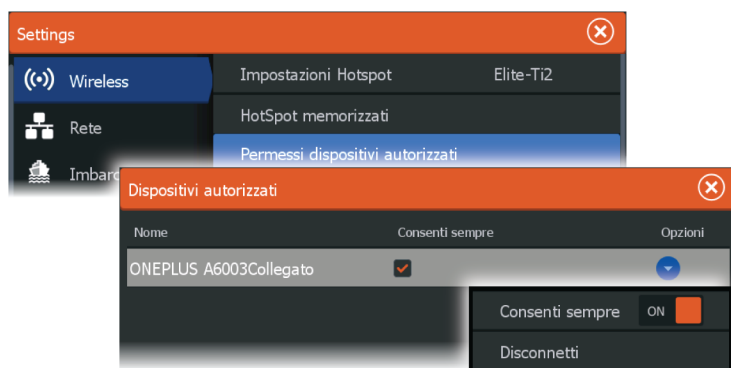 Settings
Wireless
Impostazioni Hotspot Elite-Ti2
Rete
HotSpot memorizzati
Permessi dispositivi autorizzati
Imbarc
Dispositivi autorizzati
Nome Consenti sempre Opzioni
ONEPLUS A6003Collegato
Consenti sempre ON
Disconnetti